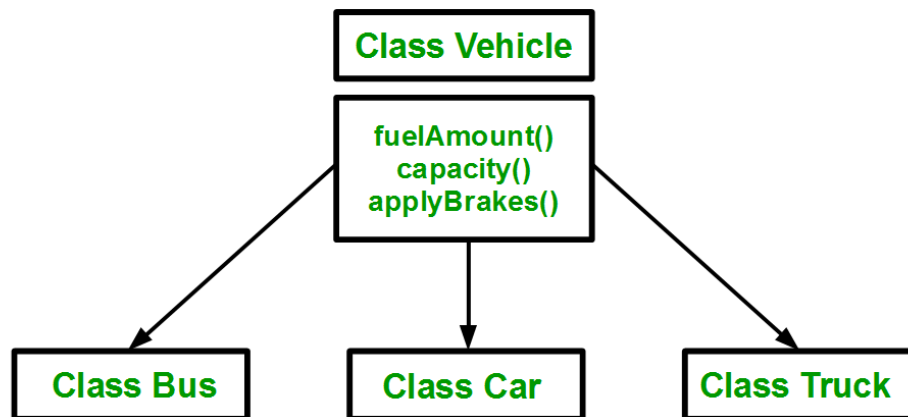 Class Vehicle
fuelAmount()
capacity()
applyBrakes()
Class Bus
Class Car
Class Truck